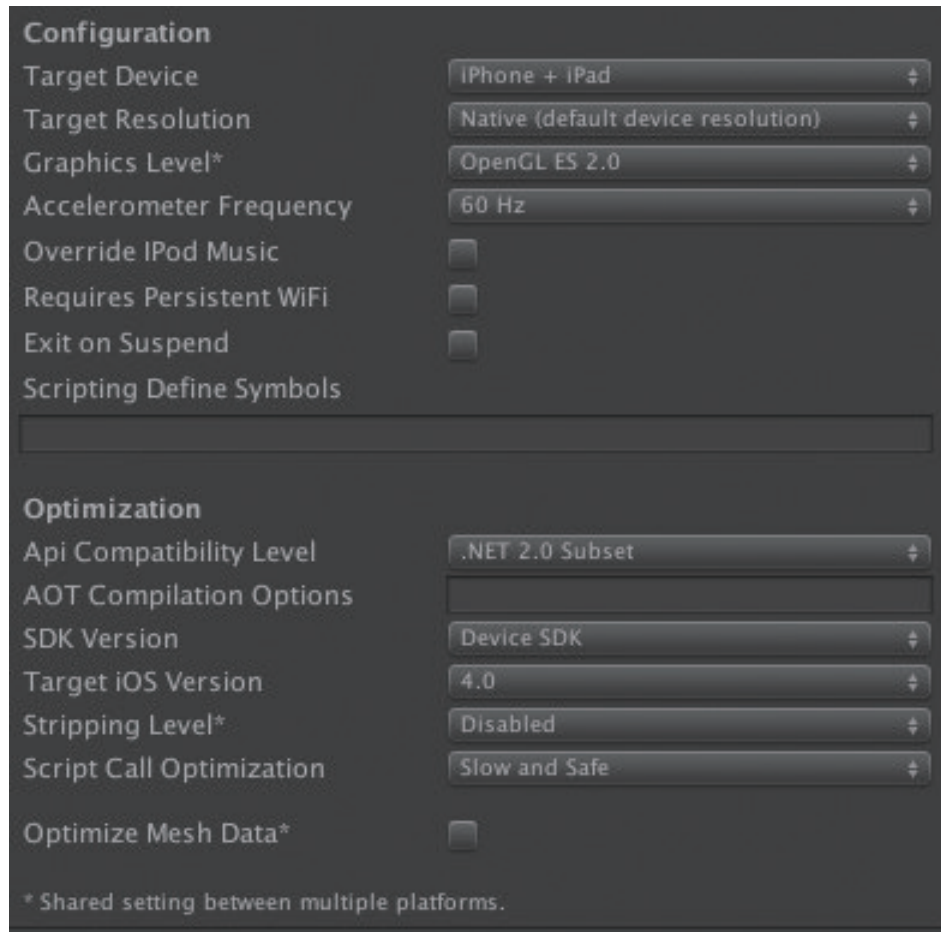 Configuration
Target Device iPhone + iPad
Target Resolution Native (default device resolution)
Graphics Level* OpenGL ES 2.0
Accelerometer Frequency 60 Hz
Override IPod Music
Requires Persistent WiFi
Exit on Suspend
Scripting Define Symbols
Optimization
Api Compatibility Level .NET 2.0 Subset
AOT Compilation Options
SDK Version Device SDK
Target iOS Version 4.0
Stripping Level* Disabled
Script Call Optimization Slow and Safe
Optimize Mesh Data*
* Shared setting between multiple platforms.